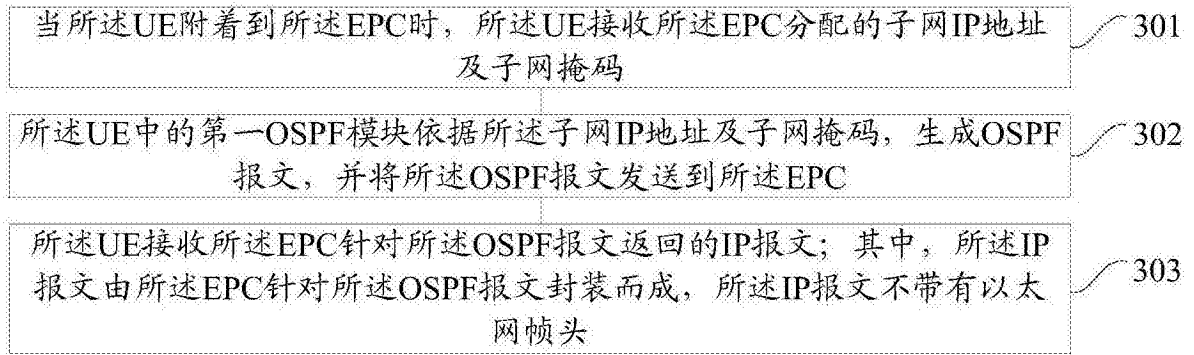 当所述UE附着到所述EPC时，所述UE接收所述EPC分配的子网IP地址
及子网掩码
301
所述UE中的第一OSPF模块依据所述子网IP地址及子网掩码，生成OSPF
报文，并将所述OSPF报文发送到所述EPC
302
所述UE接收所述EPC针对所述OSPF报文返回的IP报文；其中，所述IP
报文由所述EPC针对所述OSPF报文封装而成，所述IP报文不带有以太
网帧头
303